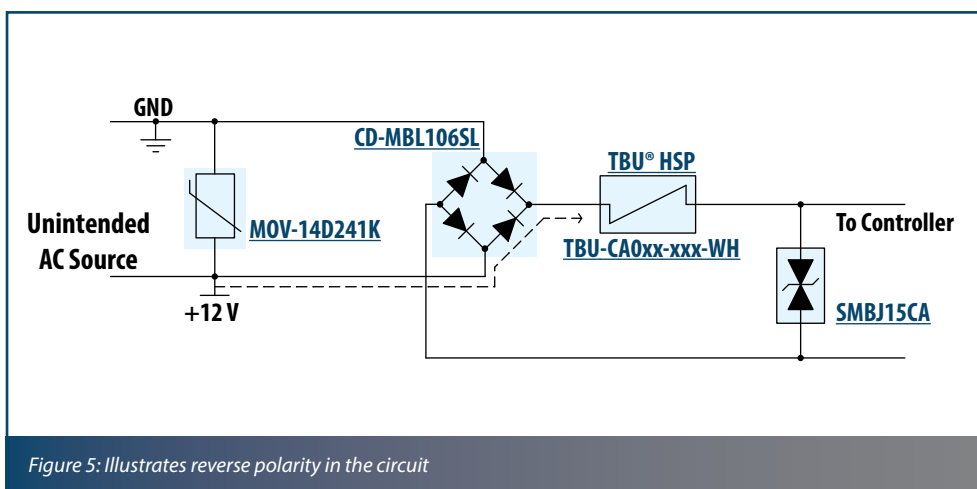 GND
CD-MBL106SL
TBU® HSP
Unintended
AC Source
MOV-14D241K
TBU-CA0xx-xxx-WH
To Controller
+12 V
SMBJ15CA
Figure 5: Illustrates reverse polarity in the circuit